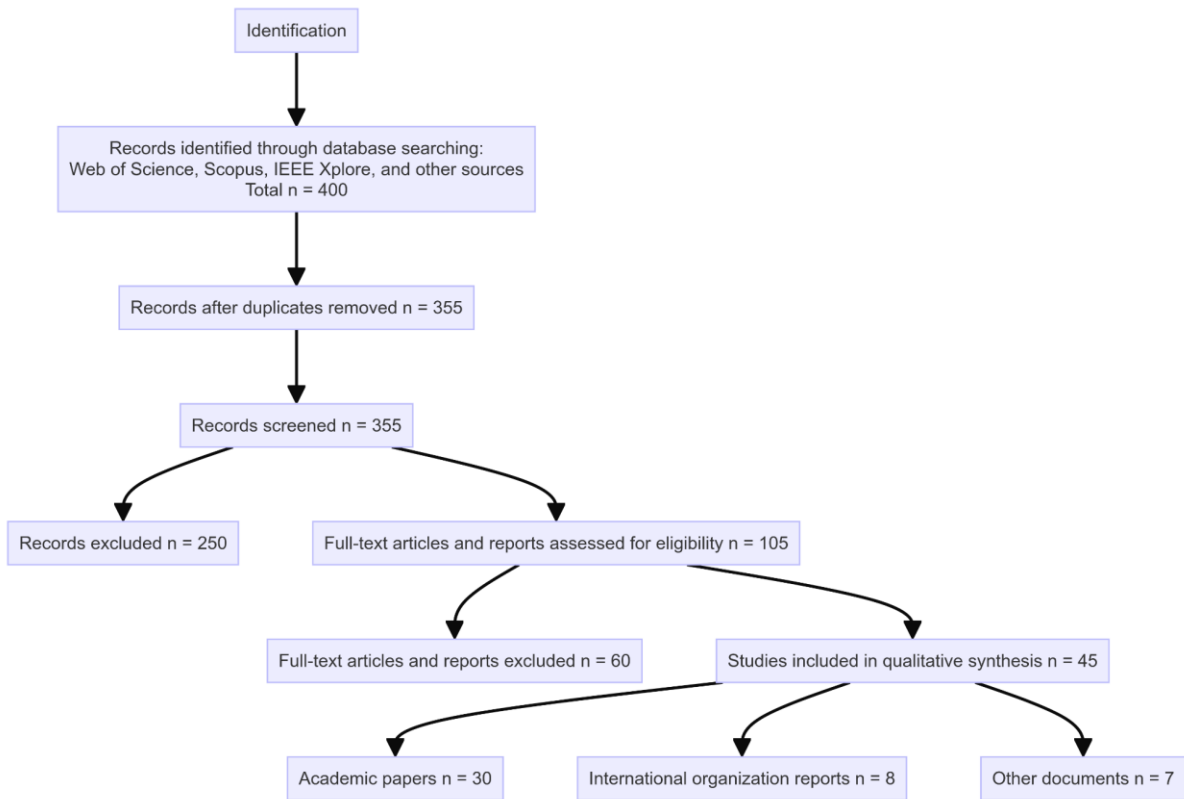 Identification
Records identified through database searching:
Web of Science, Scopus, IEEE Xplore, and other sources
Total n = 400
Records after duplicates removed n = 355
Records screened n = 355
Records excluded n = 250
Full-text articles and reports assessed for eligibility n = 105
Full-text articles and reports excluded n = 60
Studies included in qualitative synthesis n = 45
Academic papers n = 30
International organization reports n = 8
Other documents n = 7